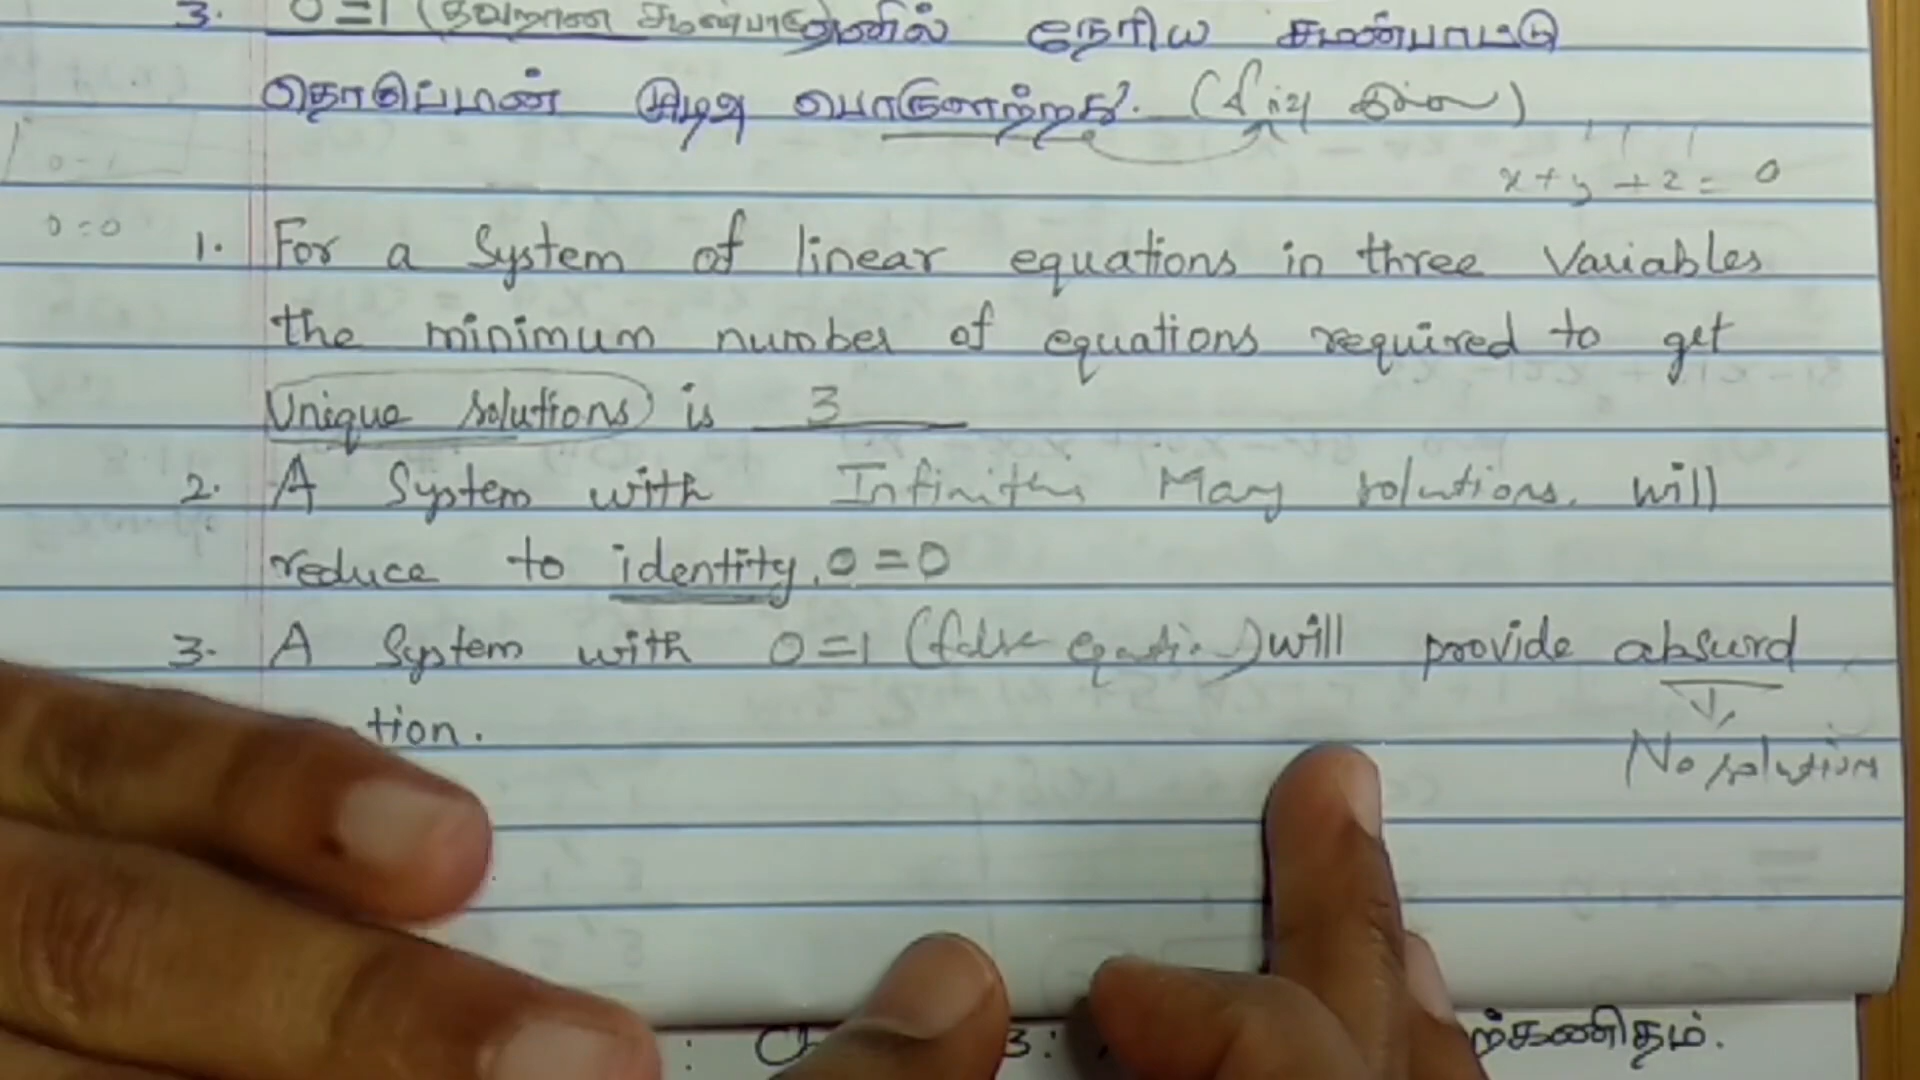 3. 0=1 (தவறான சமன்பாடு) எனில் நேரிய சமன்பாட்டு
தொகுப்பின் முடிவு பொருளற்றது. (தீர்வு இல்லை)
x+y+z=0
0=0
1. For a System of linear equations in three Variables
the minimum number of equations required to get
Unique solutions is 3
2. A System with Infinitely Many solutions. will
reduce to identity. 0=0
3. A System with 0=1 (false equation) will provide absurd
tion.
No solution
3:
ற்கணிதம்.